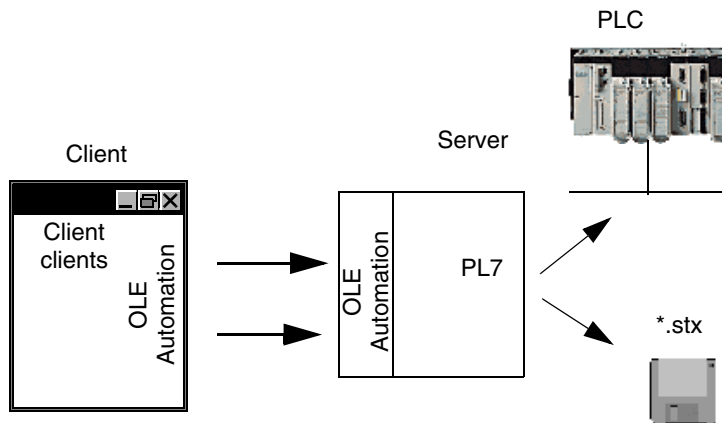 PLC
Client
Server
Client
clients
OLE
Automation
OLE
Automation
PL7
*.stx